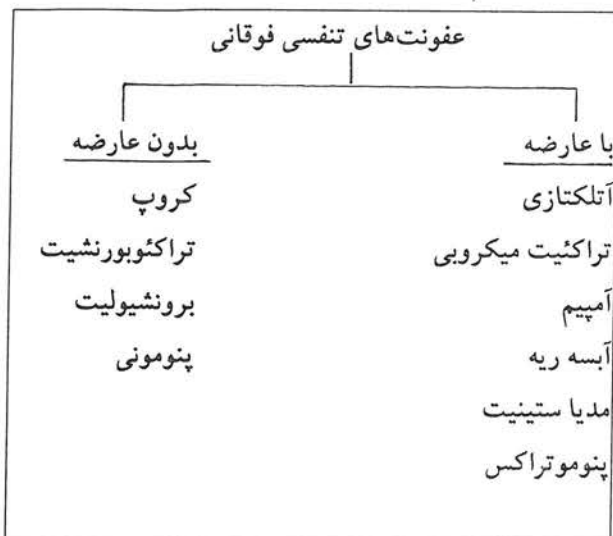 عفونت‌های تنفسی فوقانی
با عارضه
آتلکتازی
تراکئیت میکروبی
آمپیم
آبسه ریه
مدیا ستینیت
پنوموتراکس
بدون عارضه
کروپ
تراکئوبورنشیت
برونشیولیت
پنومونی